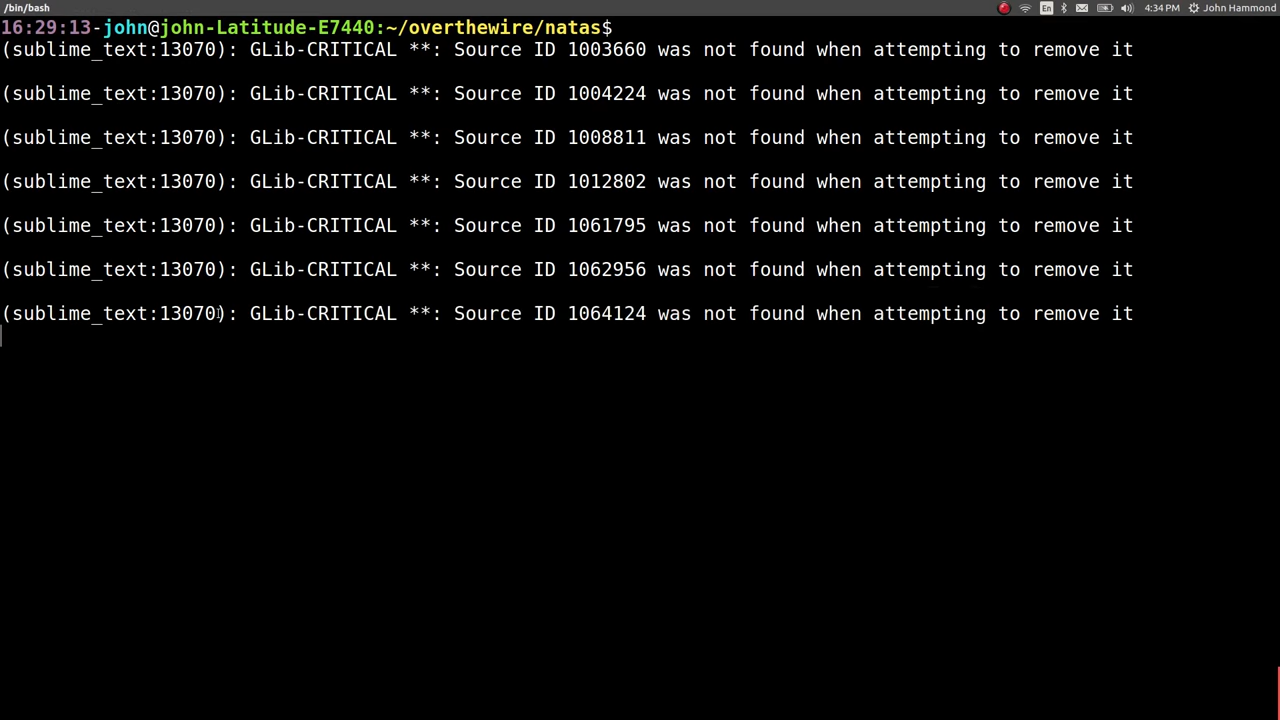 /bin/bash
En
4:34 PM
John Hammond
16:29:13-john@john-Latitude-E7440:~/overthewire/natas$
(sublime_text:13070): GLib-CRITICAL **: Source ID 1003660 was not found when attempting to remove it
(sublime_text:13070): GLib-CRITICAL **: Source ID 1004224 was not found when attempting to remove it
(sublime_text:13070): GLib-CRITICAL **: Source ID 1008811 was not found when attempting to remove it
(sublime_text:13070): GLib-CRITICAL **: Source ID 1012802 was not found when attempting to remove it
(sublime_text:13070): GLib-CRITICAL **: Source ID 1061795 was not found when attempting to remove it
(sublime_text:13070): GLib-CRITICAL **: Source ID 1062956 was not found when attempting to remove it
(sublime_text:13070): GLib-CRITICAL **: Source ID 1064124 was not found when attempting to remove it